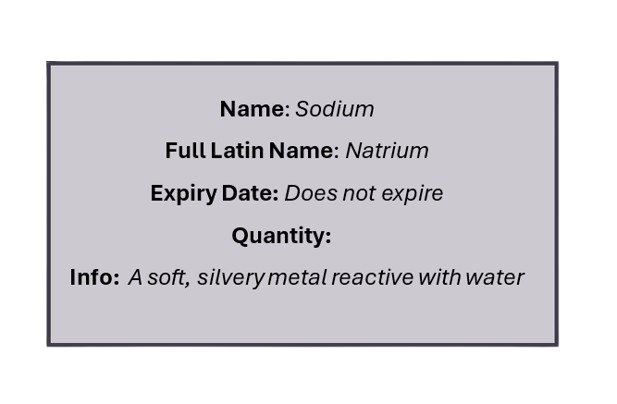 Name: Sodium
Full Latin Name: Natrium
Expiry Date: Does not expire
Quantity:
Info: A soft, silvery metal reactive with water